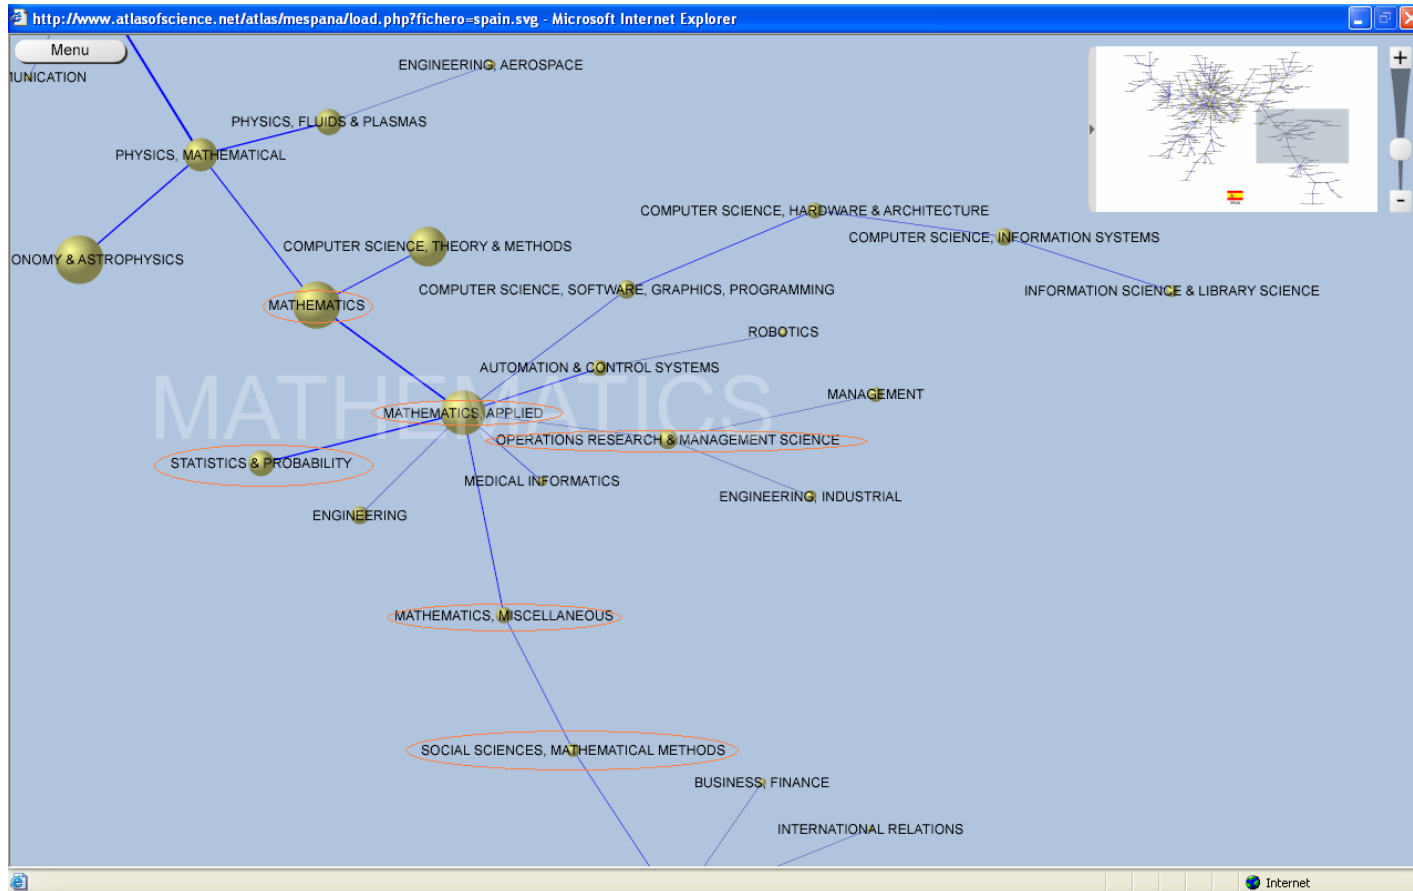 http://www.atlasofscience.net/atlas/mespana/load.php?fichero=spain.svg - Microsoft Internet Explorer
Menu
MUNICATION
ENGINEERING, AEROSPACE
PHYSICS, FLUIDS & PLASMAS
PHYSICS, MATHEMATICAL
COMPUTER SCIENCE, HARDWARE & ARCHITECTURE
COMPUTER SCIENCE, INFORMATION SYSTEMS
COMPUTER SCIENCE, THEORY & METHODS
ONOMY & ASTROPHYSICS
COMPUTER SCIENCE, SOFTWARE, GRAPHICS, PROGRAMMING
INFORMATION SCIENCE & LIBRARY SCIENCE
MATHEMATICS
ROBOTICS
AUTOMATION & CONTROL SYSTEMS
MANAGEMENT
MATHEMATICS
MATHEMATICS, APPLIED
OPERATIONS RESEARCH & MANAGEMENT SCIENCE
STATISTICS & PROBABILITY
MEDICAL INFORMATICS
ENGINEERING, INDUSTRIAL
ENGINEERING
MATHEMATICS, MISCELLANEOUS
SOCIAL SCIENCES, MATHEMATICAL METHODS
BUSINESS, FINANCE
INTERNATIONAL RELATIONS
Internet